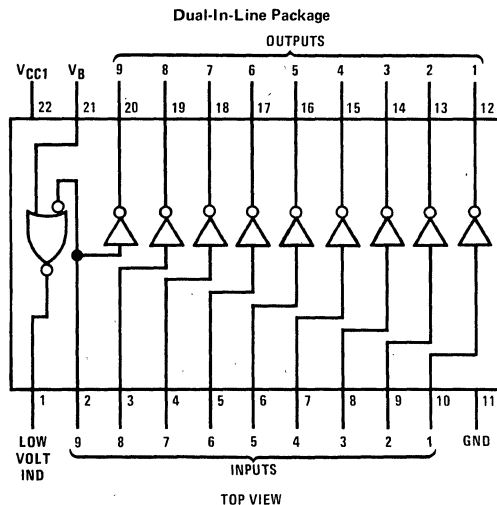 Dual-In-Line Package
OUTPUTS
VCC1 VB 9 8 7 6 5 4 3 2 1
22 21 20 19 18 17 16 15 14 13 12
1 2 3 4 5 6 7 8 9 10 11
LOW VOLT IND 9 8 7 6 5 4 3 2 1 GND
INPUTS
TOP VIEW